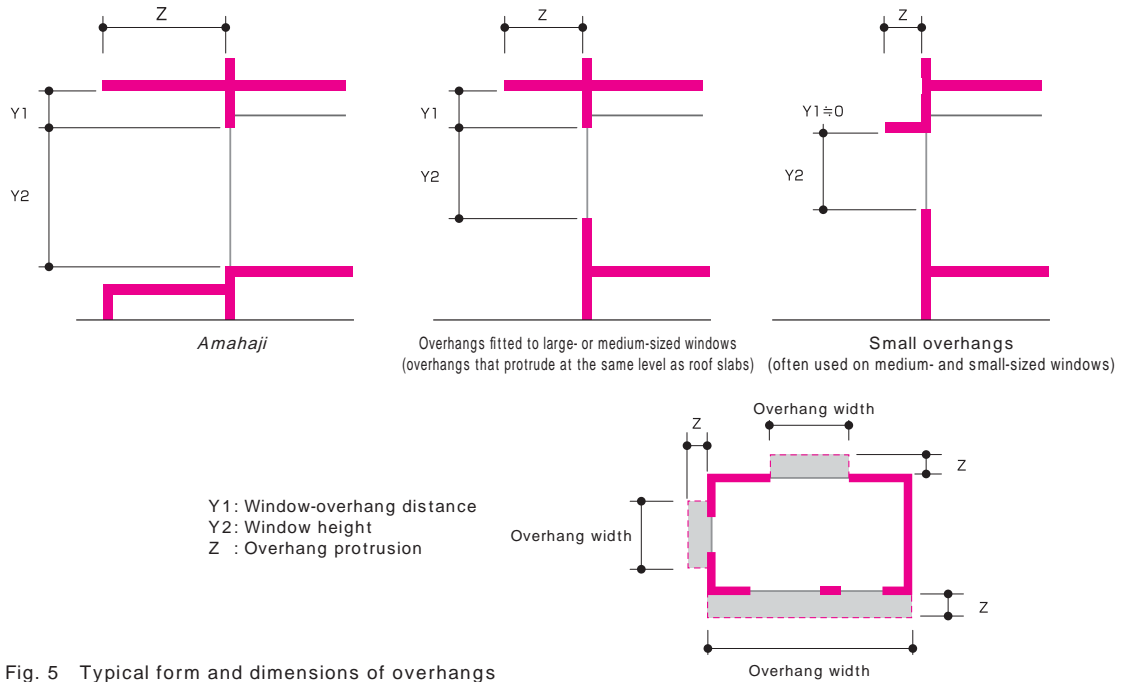 Z
Y1
Y2
Amahaji
Z
Y1
Y2
Overhangs fitted to large- or medium-sized windows
(overhangs that protrude at the same level as roof slabs)
Z
Y1≒0
Y2
Small overhangs
(often used on medium- and small-sized windows)
Y1: Window-overhang distance
Y2: Window height
Z : Overhang protrusion
Overhang width
Z
Z
Overhang width
Z
Overhang width
Fig. 5 Typical form and dimensions of overhangs